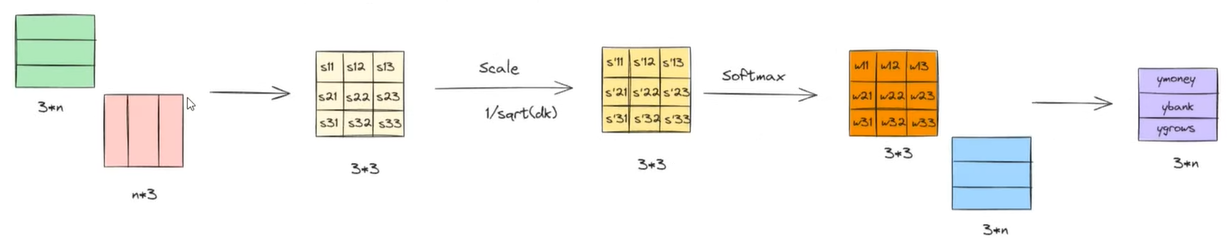 3*n
n*3
s11 s12 s13
s21 s22 s23
s31 s32 s33
3*3
Scale
1/sqrt(dk)
s'11 s'12 s'13
s'21 s'22 s'23
s'31 s'32 s'33
3*3
Softmax
w11 w12 w13
w21 w22 w23
w31 w32 w33
3*3
3*n
ymoney
ybank
ygrows
3*n